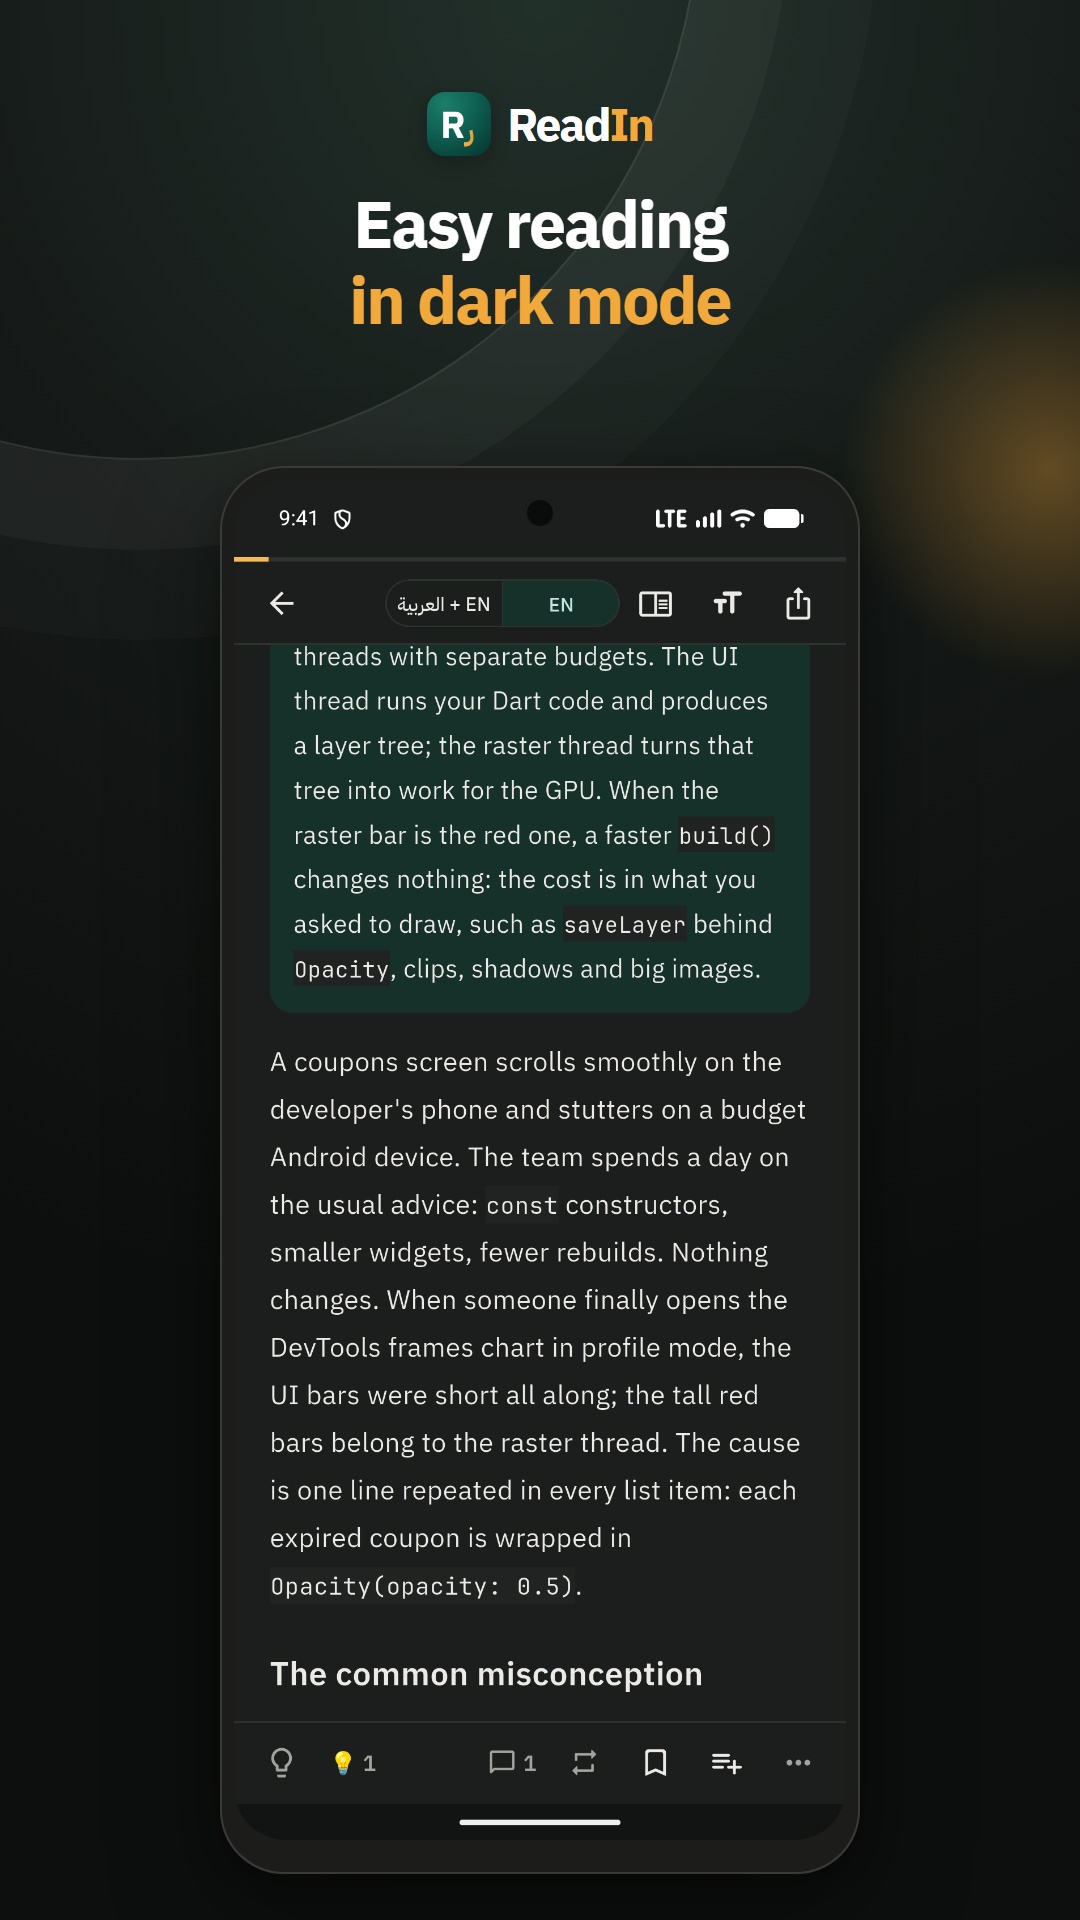 Rر ReadIn
Easy reading
in dark mode
9:41 LTE
العربية + EN EN
threads with separate budgets. The UI
thread runs your Dart code and produces
a layer tree; the raster thread turns that
tree into work for the GPU. When the
raster bar is the red one, a faster build()
changes nothing: the cost is in what you
asked to draw, such as saveLayer behind
Opacity, clips, shadows and big images.
A coupons screen scrolls smoothly on the
developer's phone and stutters on a budget
Android device. The team spends a day on
the usual advice: const constructors,
smaller widgets, fewer rebuilds. Nothing
changes. When someone finally opens the
DevTools frames chart in profile mode, the
UI bars were short all along; the tall red
bars belong to the raster thread. The cause
is one line repeated in every list item: each
expired coupon is wrapped in
Opacity(opacity: 0.5).
The common misconception
1 1